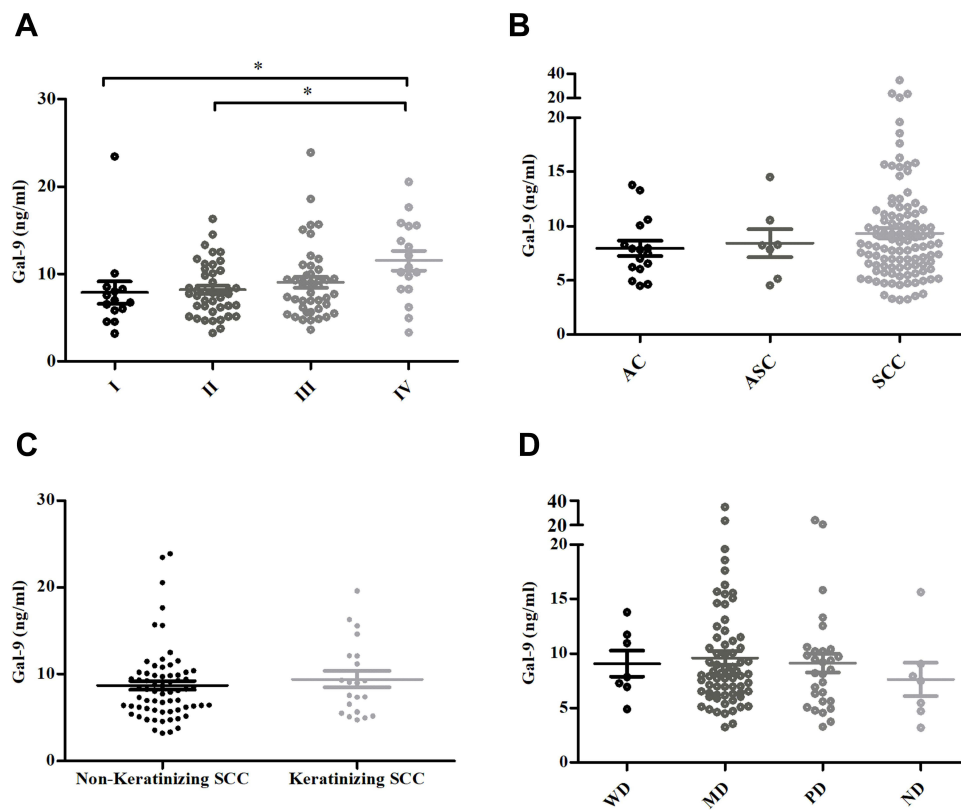 A
*
*
30
20
10
0
Gal-9 (ng/ml)
I
II
III
IV
B
40
20
20
15
10
5
0
Gal-9 (ng/ml)
AC
ASC
SCC
C
30
20
10
0
Gal-9 (ng/ml)
Non-Keratinizing SCC
Keratinizing SCC
D
40
20
20
15
10
5
0
Gal-9 (ng/ml)
WD
MD
PD
ND